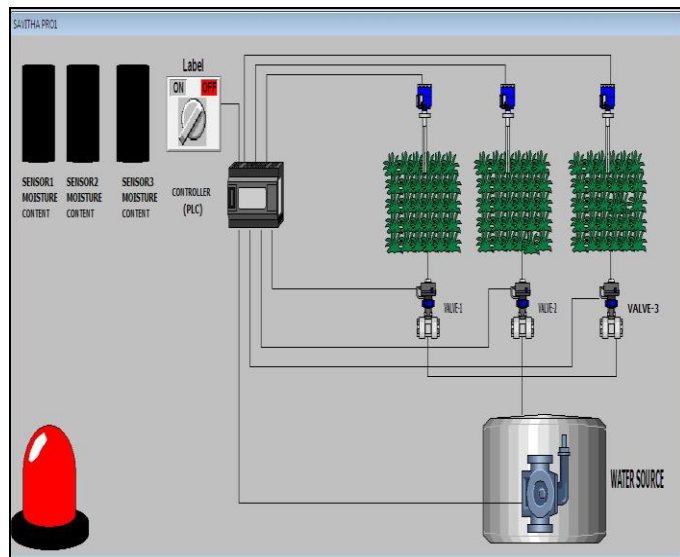 SAVITHA PRO1
Label
ON OFF
SENSOR1
MOISTURE
CONTENT
SENSOR2
MOISTURE
CONTENT
SENSOR3
MOISTURE
CONTENT
CONTROLLER
(PLC)
VALVE-1
VALVE-2
VALVE-3
WATER SOURCE